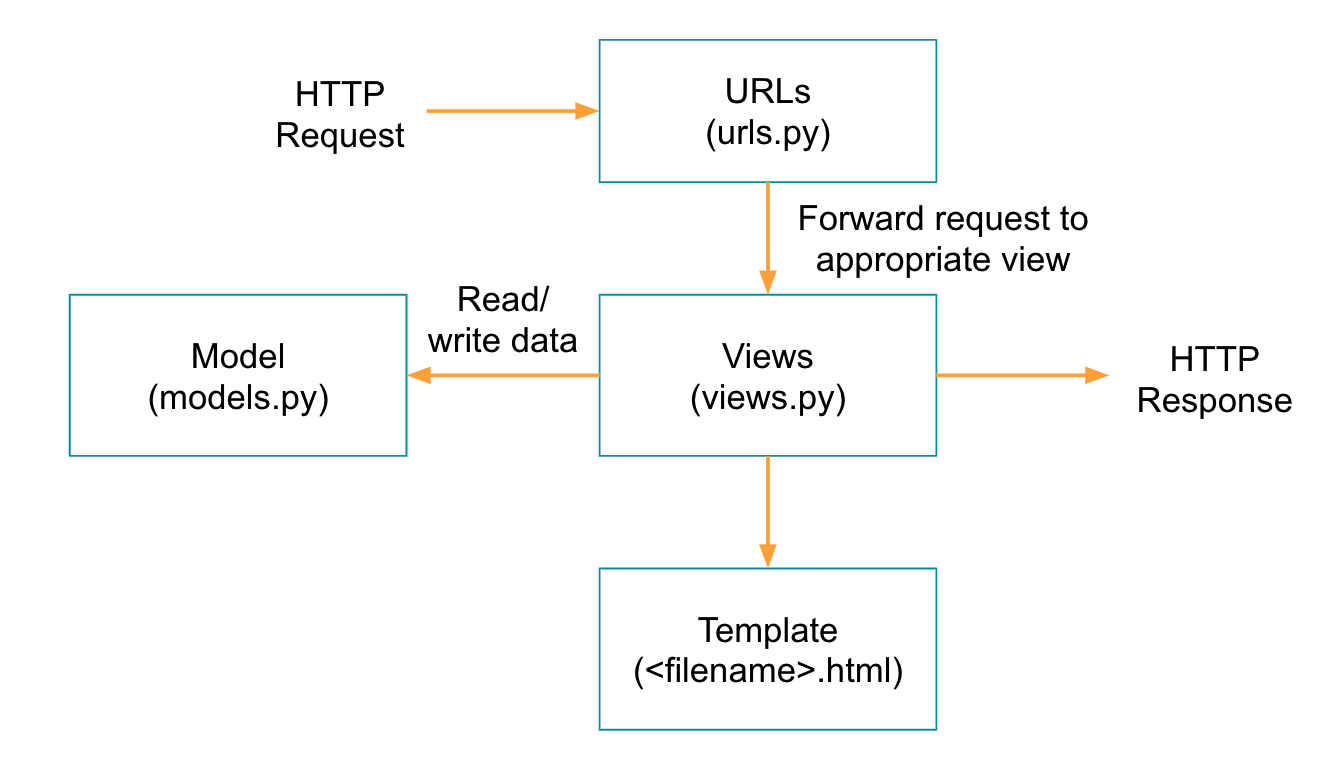 HTTP
Request
URLs
(urls.py)
Forward request to
appropriate view
Read/
write data
Model
(models.py)
Views
(views.py)
HTTP
Response
Template
(<filename>.html)